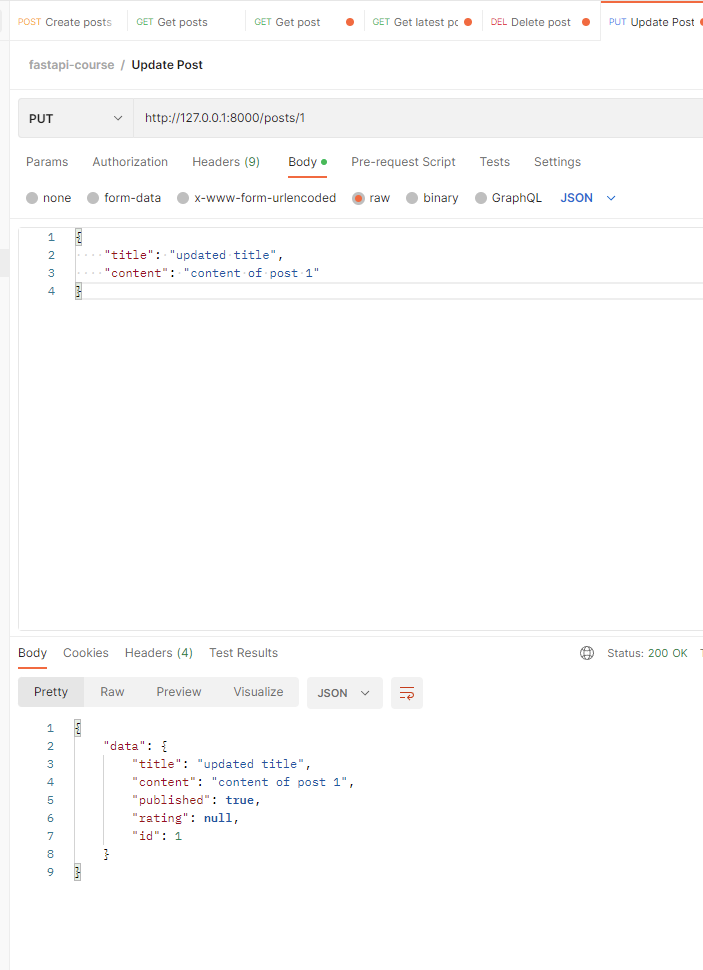 POST Create posts GET Get posts GET Get post GET Get latest po DEL Delete post PUT Update Post
fastapi-course / Update Post
PUT http://127.0.0.1:8000/posts/1
Params Authorization Headers (9) Body Pre-request Script Tests Settings
none form-data x-www-form-urlencoded raw binary GraphQL JSON
1 {
2 "title": "updated title",
3 "content": "content of post 1"
4 }
Body Cookies Headers (4) Test Results Status: 200 OK
Pretty Raw Preview Visualize JSON
1 {
2 "data": {
3 "title": "updated title",
4 "content": "content of post 1",
5 "published": true,
6 "rating": null,
7 "id": 1
8 }
9 }